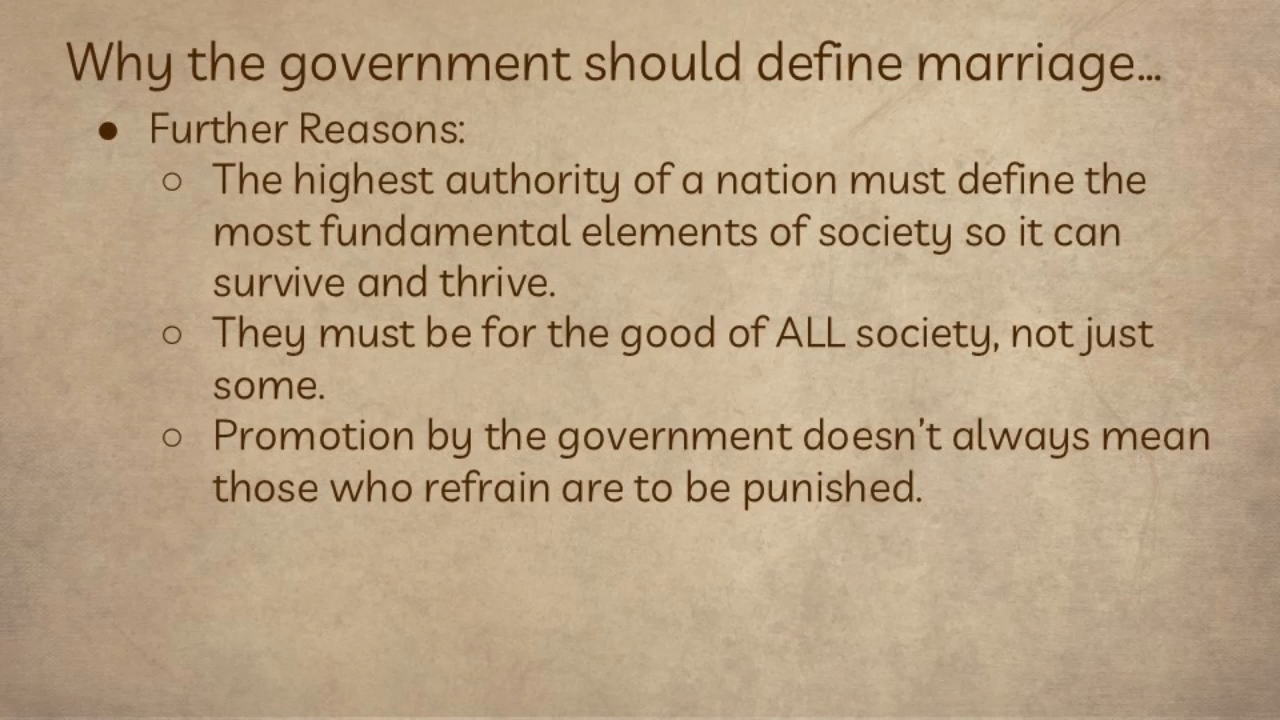 Why the government should define marriage…
● Further Reasons:
○ The highest authority of a nation must define the
most fundamental elements of society so it can
survive and thrive.
○ They must be for the good of ALL society, not just
some.
○ Promotion by the government doesn’t always mean
those who refrain are to be punished.